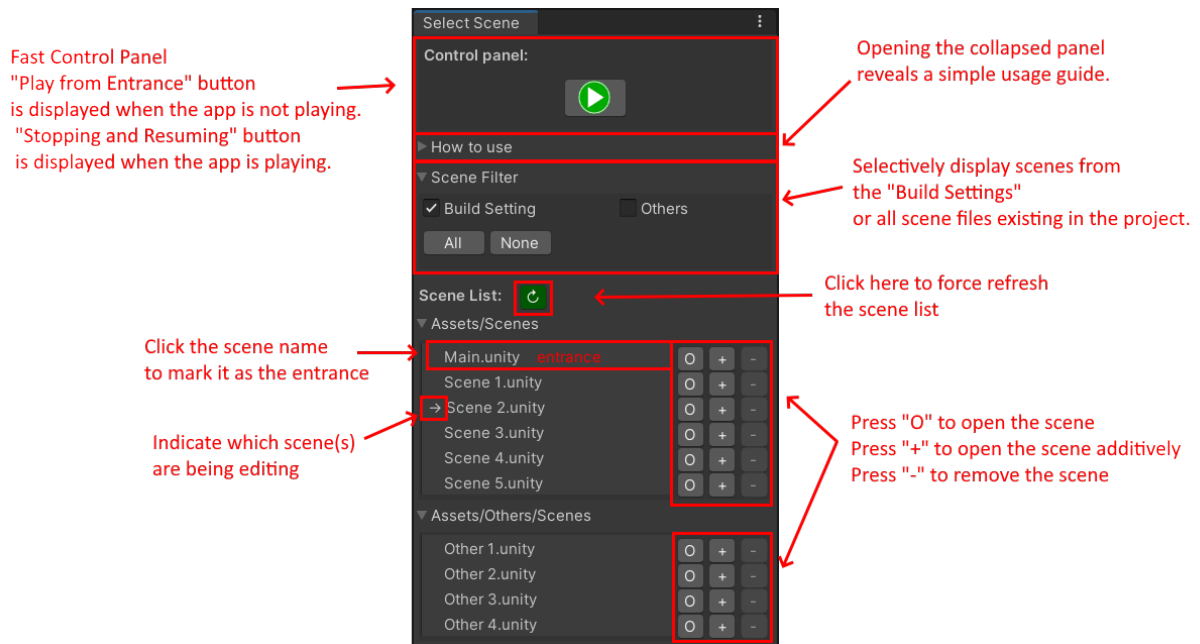 Select Scene
Control panel:
Fast Control Panel
"Play from Entrance" button
is displayed when the app is not playing.
"Stopping and Resuming" button
is displayed when the app is playing.
Opening the collapsed panel
reveals a simple usage guide.
How to use
Scene Filter
Build Setting Others
All None
Selectively display scenes from
the "Build Settings"
or all scene files existing in the project.
Scene List:
Click here to force refresh
the scene list
Assets/Scenes
Click the scene name
to mark it as the entrance
Main.unity entrance O + -
Scene 1.unity O + -
Scene 2.unity O + -
Scene 3.unity O + -
Scene 4.unity O + -
Scene 5.unity O + -
Indicate which scene(s)
are being editing
Press "O" to open the scene
Press "+" to open the scene additively
Press "-" to remove the scene
Assets/Others/Scenes
Other 1.unity O + -
Other 2.unity O + -
Other 3.unity O + -
Other 4.unity O + -